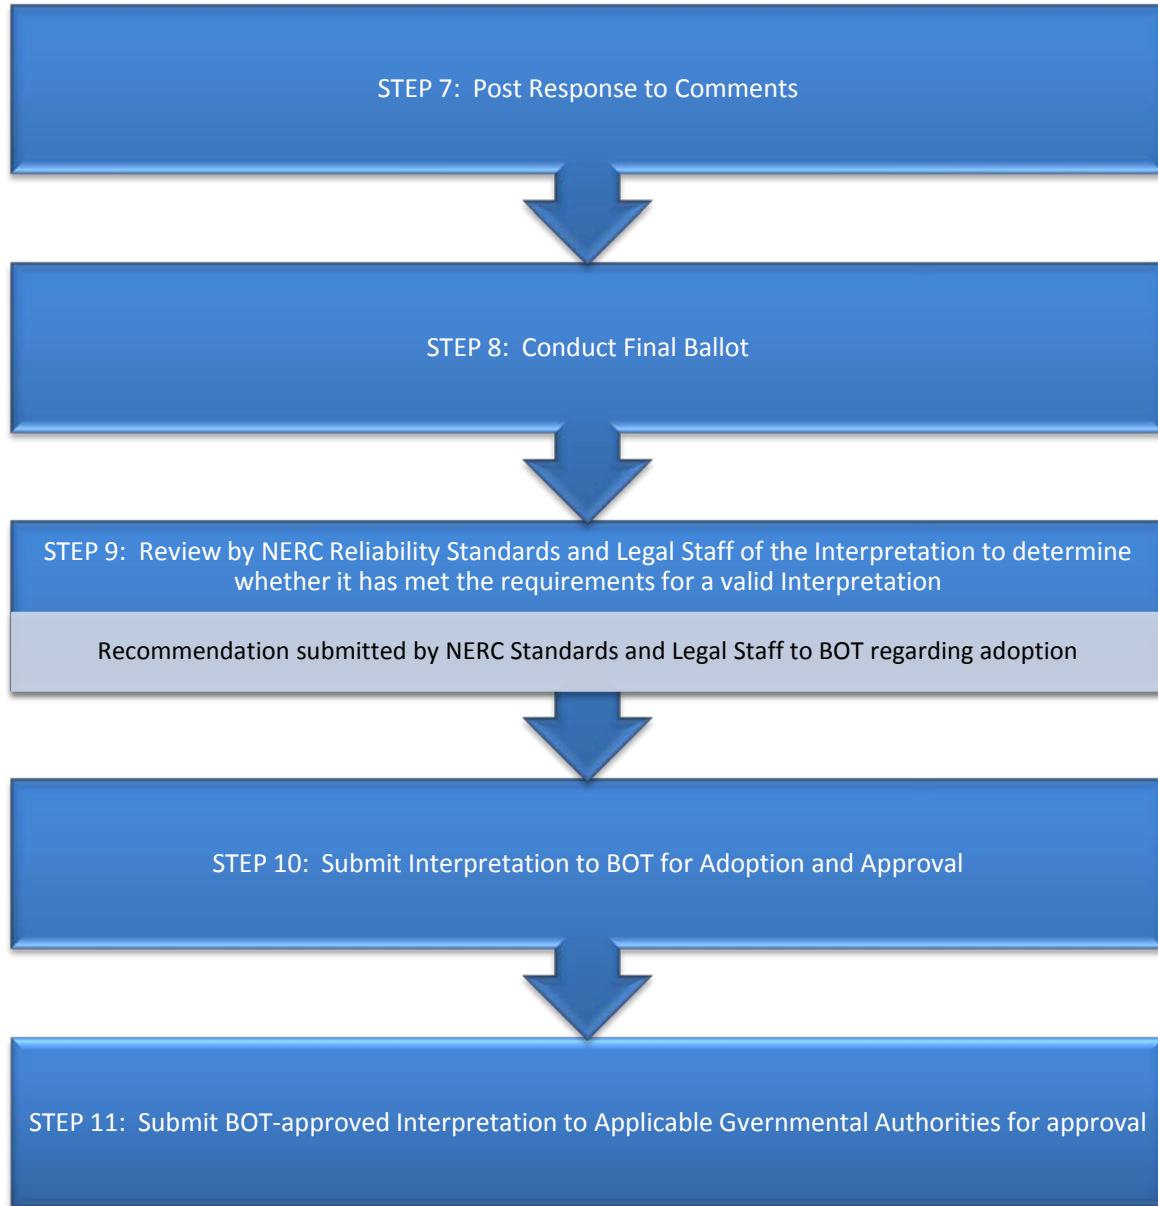 STEP 7: Post Response to Comments
STEP 8: Conduct Final Ballot
STEP 9: Review by NERC Reliability Standards and Legal Staff of the Interpretation to determine
whether it has met the requirements for a valid Interpretation
Recommendation submitted by NERC Standards and Legal Staff to BOT regarding adoption
STEP 10: Submit Interpretation to BOT for Adoption and Approval
STEP 11: Submit BOT-approved Interpretation to Applicable Gvernmental Authorities for approval